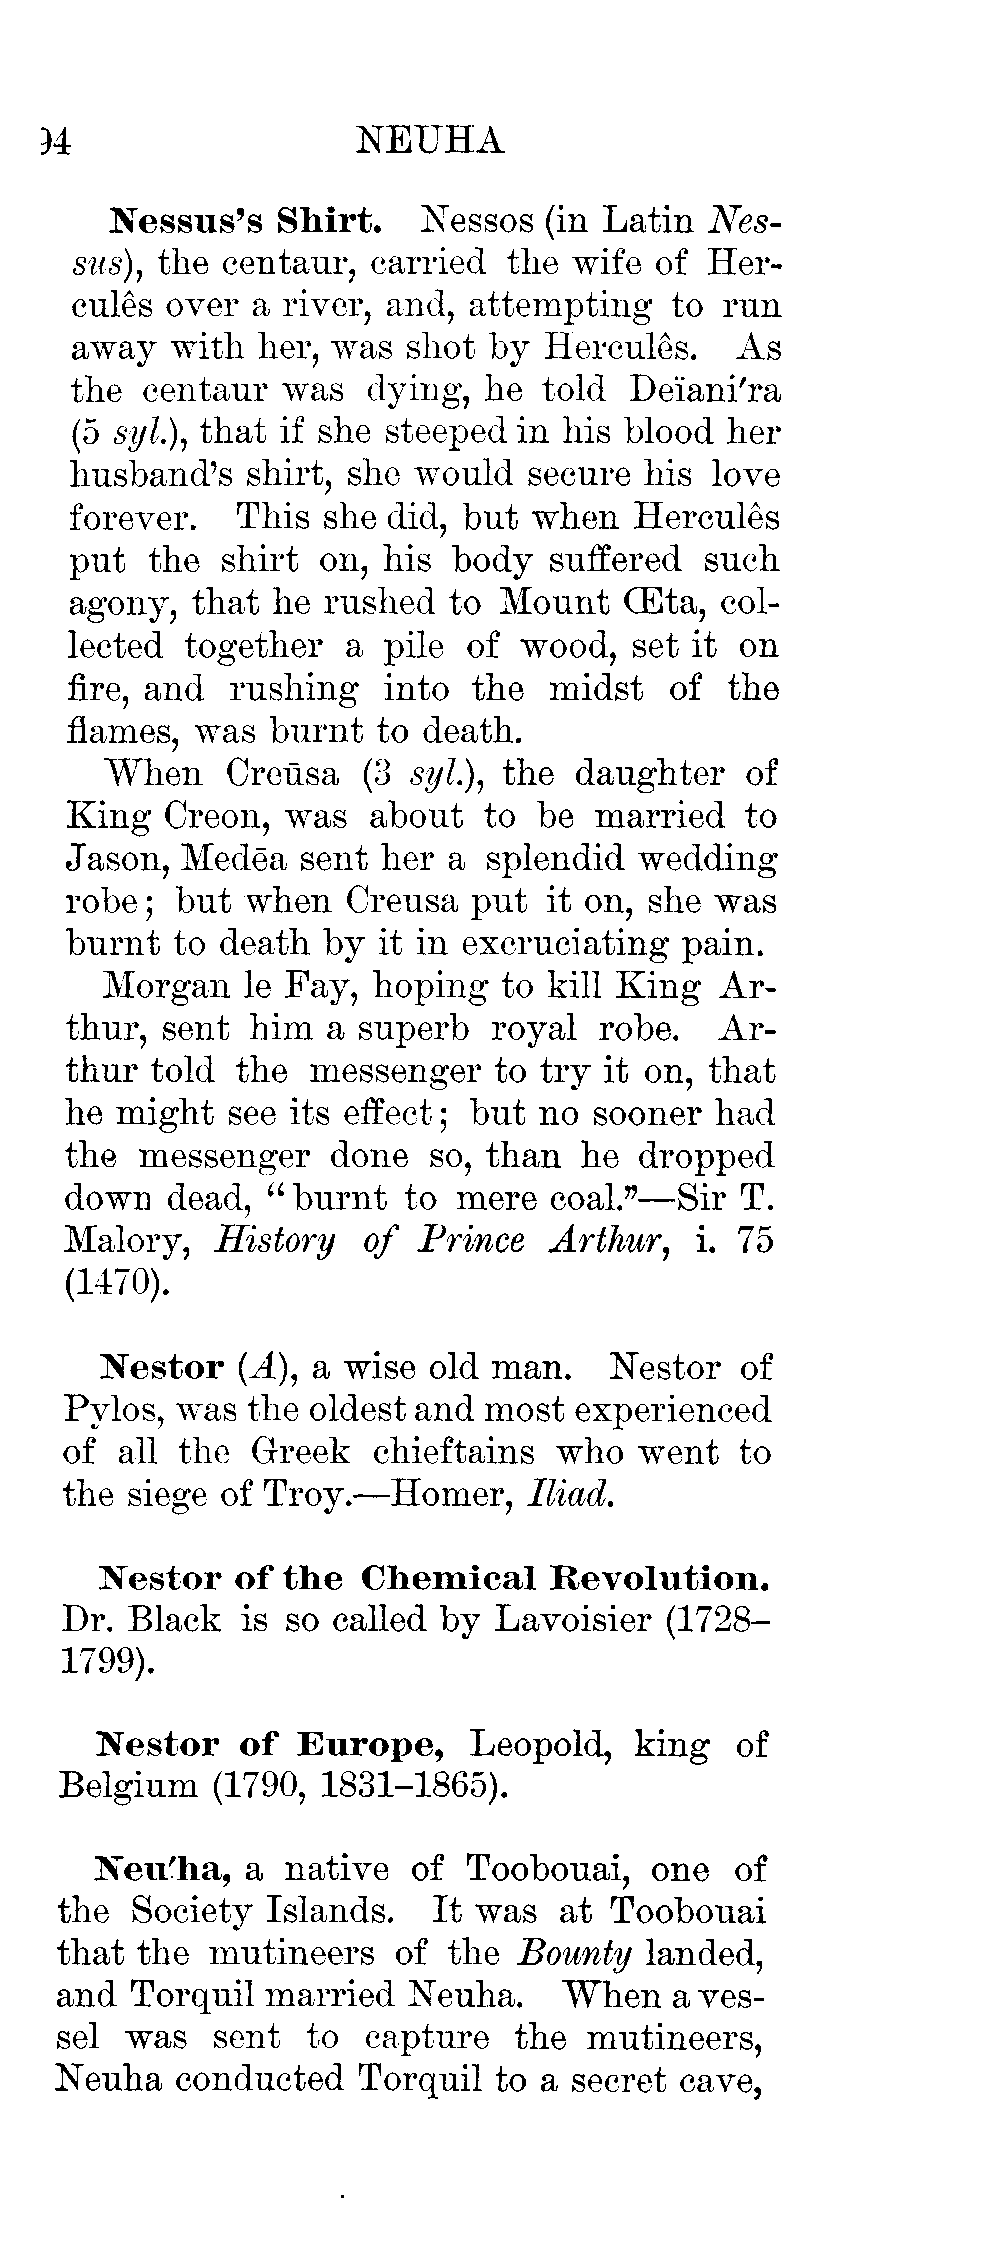 94 NEUHA
Nessus's Shirt. Nessos (in Latin Nes-
sus), the centaur, carried the wife of Her-
culês over a river, and, attempting to run
away with her, was shot by Herculês. As
the centaur was dying, he told Deïani'ra
(5 syl.), that if she steeped in his blood her
husband's shirt, she would secure his love
forever. This she did, but when Herculês
put the shirt on, his body suffered such
agony, that he rushed to Mount Œta, col-
lected together a pile of wood, set it on
fire, and rushing into the midst of the
flames, was burnt to death.
When Creūsa (3 syl.), the daughter of
King Creon, was about to be married to
Jason, Medēa sent her a splendid wedding
robe; but when Creusa put it on, she was
burnt to death by it in excruciating pain.
Morgan le Fay, hoping to kill King Ar-
thur, sent him a superb royal robe. Ar-
thur told the messenger to try it on, that
he might see its effect; but no sooner had
the messenger done so, than he dropped
down dead, "burnt to mere coal."—Sir T.
Malory, History of Prince Arthur, i. 75
(1470).
Nestor (A), a wise old man. Nestor of
Pylos, was the oldest and most experienced
of all the Greek chieftains who went to
the siege of Troy.—Homer, Iliad.
Nestor of the Chemical Revolution.
Dr. Black is so called by Lavoisier (1728–
1799).
Nestor of Europe, Leopold, king of
Belgium (1790, 1831–1865).
Neu'ha, a native of Toobouai, one of
the Society Islands. It was at Toobouai
that the mutineers of the Bounty landed,
and Torquil married Neuha. When a ves-
sel was sent to capture the mutineers,
Neuha conducted Torquil to a secret cave,